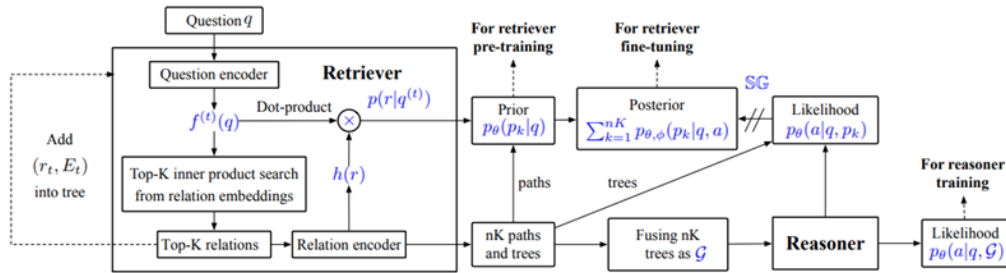 Question q
Question encoder
Retriever
Dot-product
p(r|q^{(t)})
f^{(t)}(q)
×
Add
(r_t, E_t)
into tree
Top-K inner product search
from relation embeddings
h(r)
Top-K relations
Relation encoder
For retriever
pre-training
For retriever
fine-tuning
Prior
p_θ(p_k|q)
Posterior
∑_{k=1}^{nK} p_{θ,ϕ}(p_k|q, a)
𝕊𝔾
Likelihood
p_θ(a|q, p_k)
paths
trees
nK paths
and trees
Fusing nK
trees as 𝒢
Reasoner
For reasoner
training
Likelihood
p_θ(a|q, 𝒢)